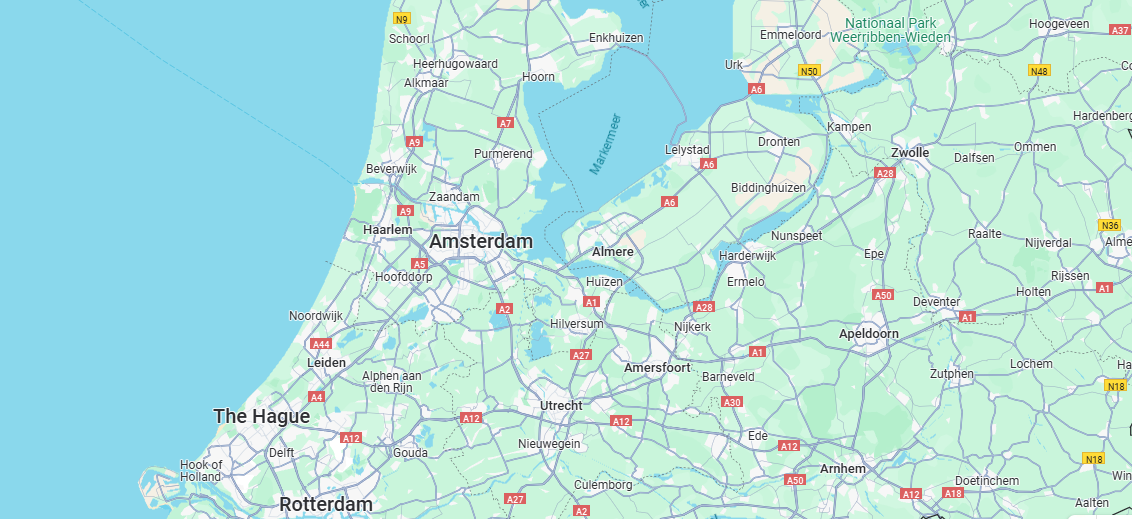 N9
Schoorl
Enkhuizen
Emmeloord
Nationaal Park
Weerribben-Wieden
Hoogeveen
A37
Heerhugowaard
Hoorn
Urk
N50
N48
Alkmaar
A6
A7
Markermeer
Kampen
Hardenberg
A9
Purmerend
Lelystad
A6
Dronten
Zwolle
Dalfsen
Ommen
Beverwijk
A28
Zaandam
A6
Biddinghuizen
A9
Haarlem
Amsterdam
Almere
Nunspeet
Raalte
N36
Nijverdal
Alme
A5
Hoofddorp
Huizen
Harderwijk
Ermelo
Epe
Rijssen
A1
Holten
A50
Deventer
A2
A1
A28
A1
Noordwijk
Hilversum
Nijkerk
Apeldoorn
A44
Leiden
A27
A1
Lochem
Ha
Amersfoort
Barneveld
Zutphen
N18
Alphen aan
den Rijn
A4
A30
The Hague
Utrecht
A12
A12
A12
Ede
A12
Delft
Gouda
Nieuwegein
N18
Hook of
Holland
Arnhem
A50
Doetinchem
Win
Culemborg
A12
A18
Rotterdam
A27
A2
Aalten